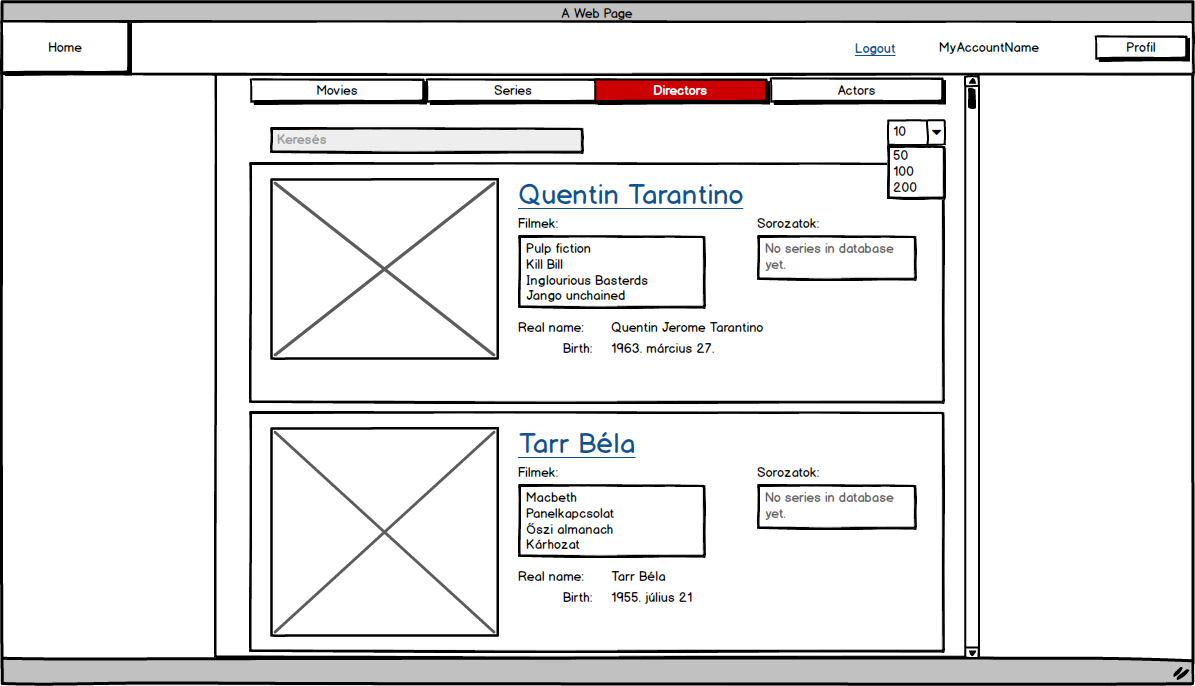 A Web Page
Home
Logout
MyAccountName
Profil
Movies
Series
Directors
Actors
Keresés
10
50
100
200
Quentin Tarantino
Filmek:
Pulp fiction
Kill Bill
Inglourious Basterds
Jango unchained
Sorozatok:
No series in database
yet.
Real name: Quentin Jerome Tarantino
Birth: 1963. március 27.
Tarr Béla
Filmek:
Macbeth
Panelkapcsolat
Őszi almanach
Kárhozat
Sorozatok:
No series in database
yet.
Real name: Tarr Béla
Birth: 1955. július 21